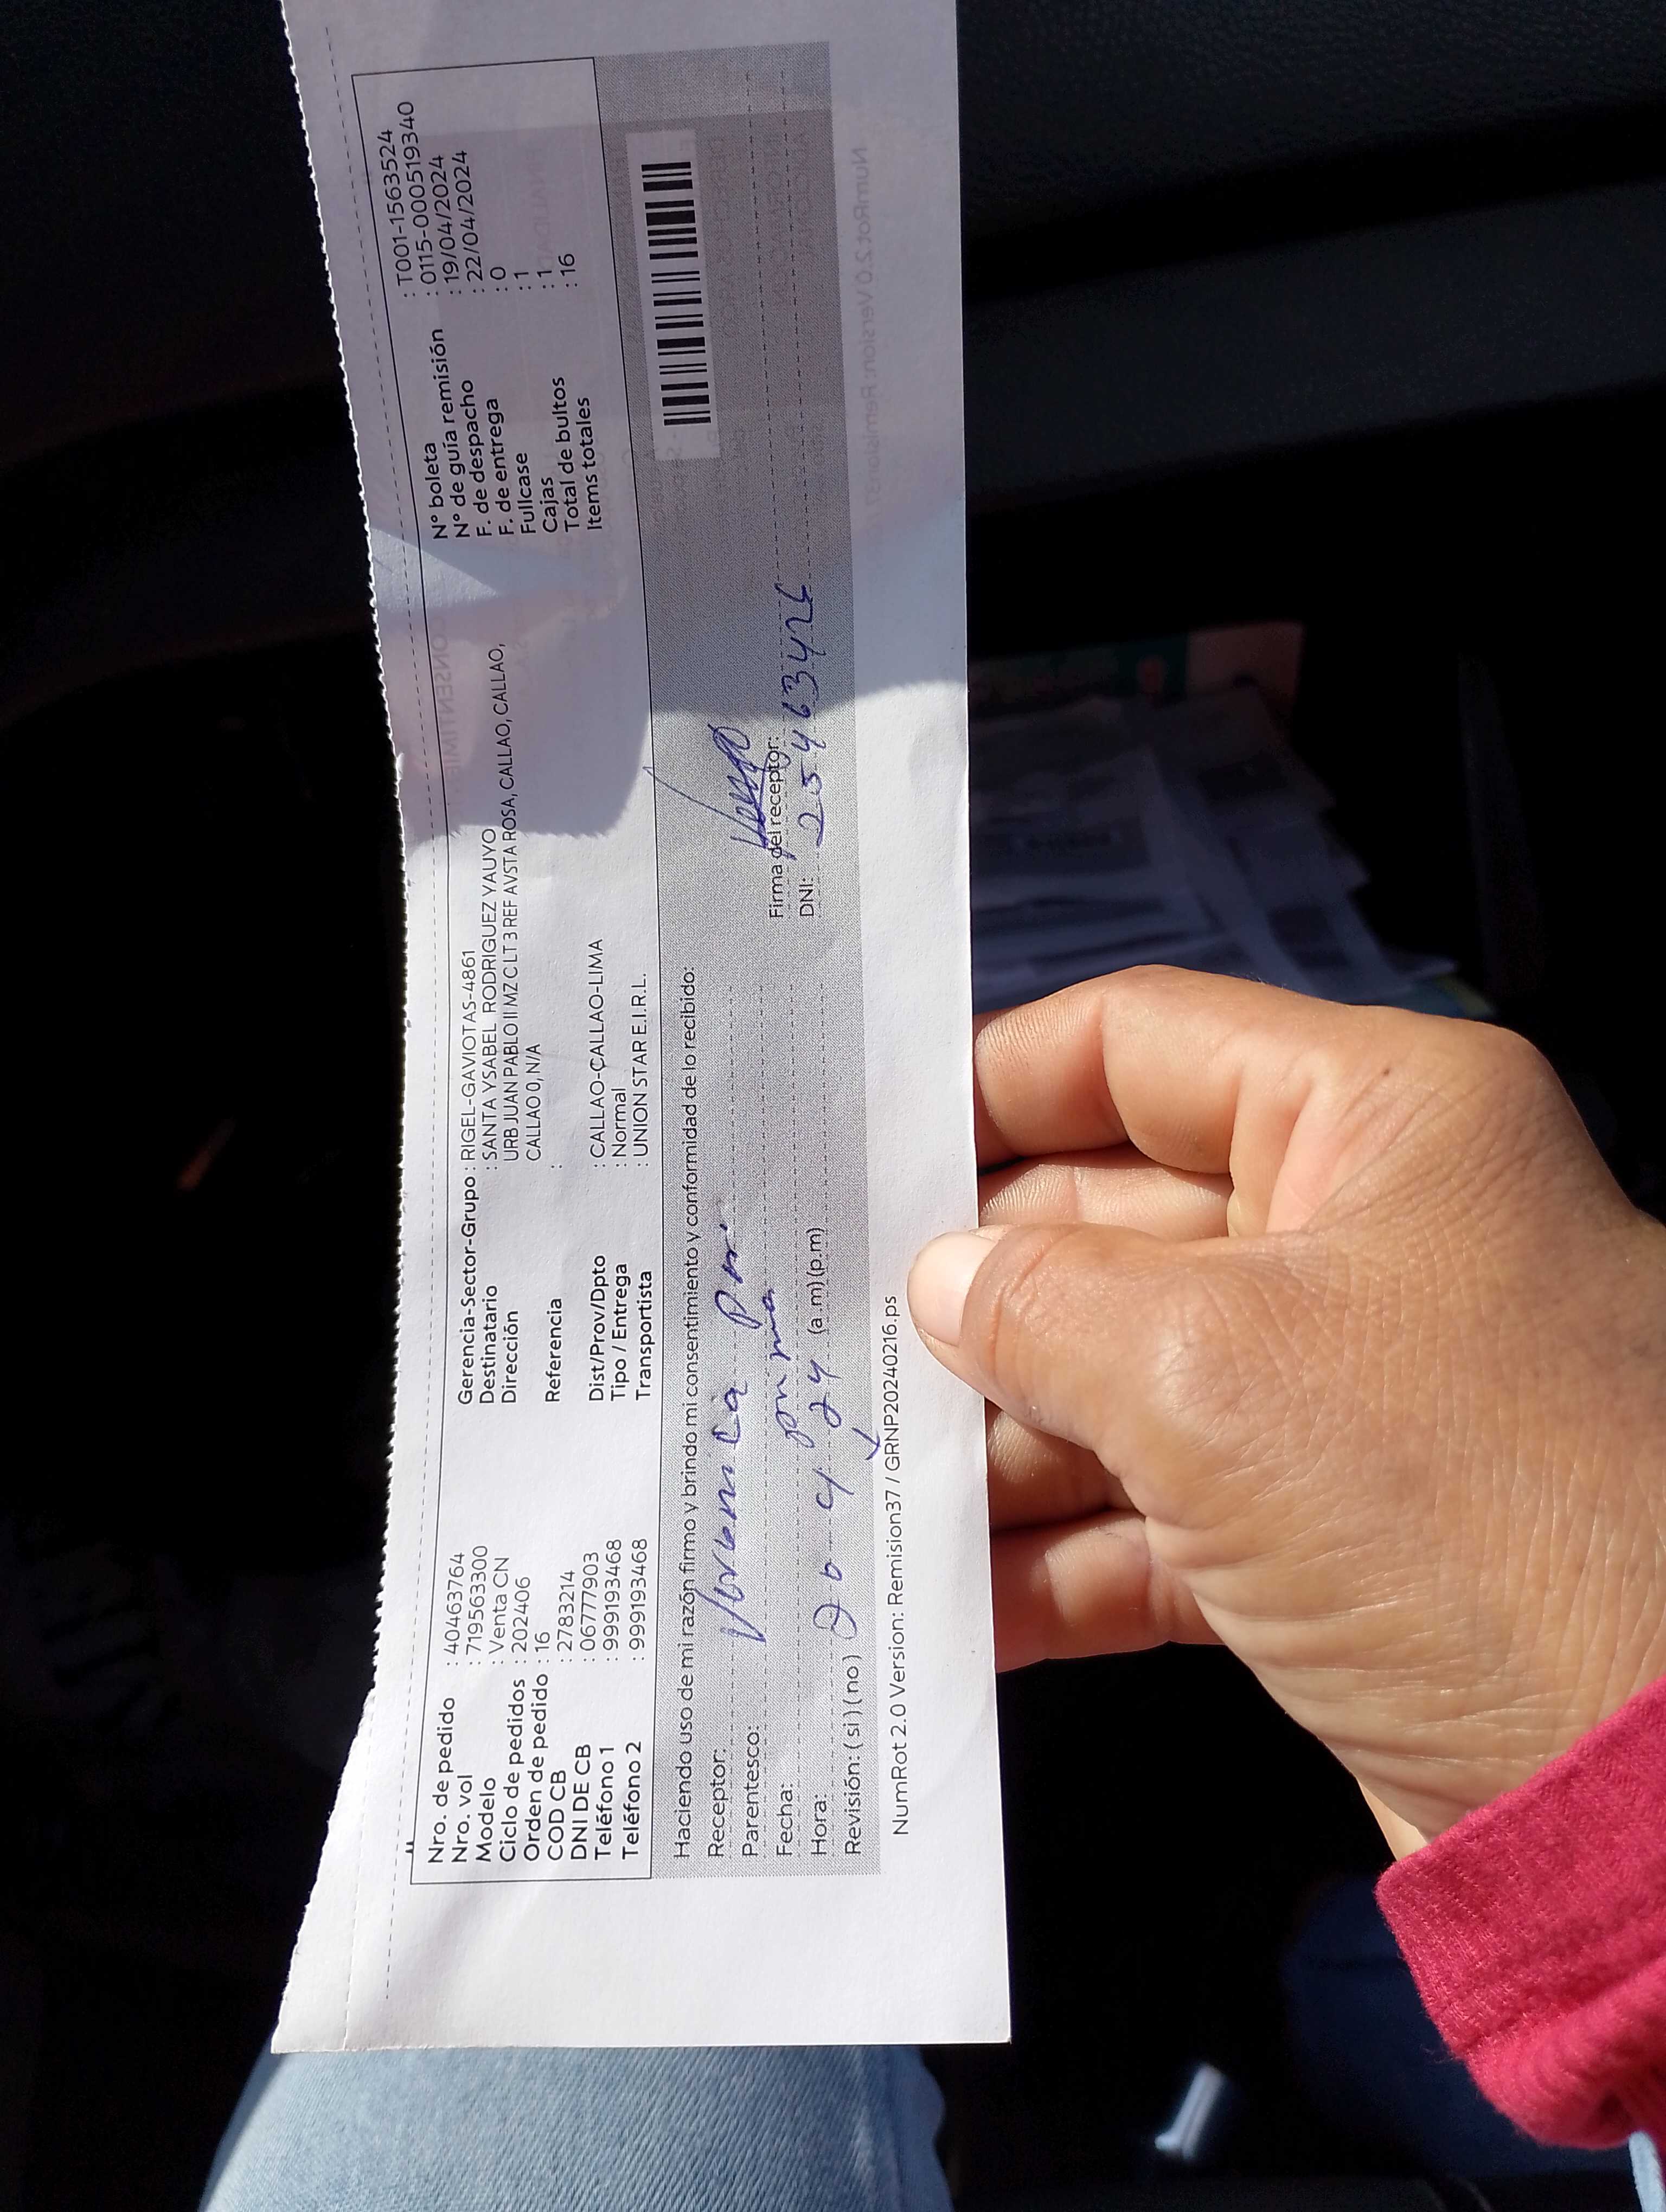 Nro. de pedido : 40463764
Nro. vol : 719563300
Modelo : Venta CN
Ciclo de pedidos : 202406
Orden de pedido : 16
COD CB : 2783214
DNI DE CB : 06777903
Teléfono 1 : 999193468
Teléfono 2 : 999193468
Gerencia-Sector-Grupo : RIGEL-GAVIOTAS-4861
Destinatario : SANTA YSABEL RODRIGUEZ YAUYO
Dirección URB JUAN PABLO II MZ C LT 3 REF AVSTA ROSA, CALLAO, CALLAO,
CALLAO 0, N/A
Referencia :
Dist/Prov/Dpto : CALLAO-CALLAO-LIMA
Tipo / Entrega : Normal
Transportista : UNION STAR E.I.R.L.
N° boleta : T001-1563524
N° de guía remisión : 0115-000519340
F. de despacho : 19/04/2024
F. de entrega : 22/04/2024
Fullcase : 0
Cajas : 1
Total de bultos : 1
Items totales : 16
Haciendo uso de mi razón firmo y brindo mi consentimiento y conformidad de lo recibido:
Receptor:
Parentesco:
Fecha:
Hora: 24 (a.m) (p.m)
Revisión: (si) (no)
Firma del receptor:
DNI: 25463426
NumRot 2.0 Version: Remision37 / GRNP20240216.ps